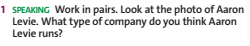 1 SPEAKING Work in pairs. Look at the photo of Aaron
Levie. What type of company do you think Aaron
Levie runs?